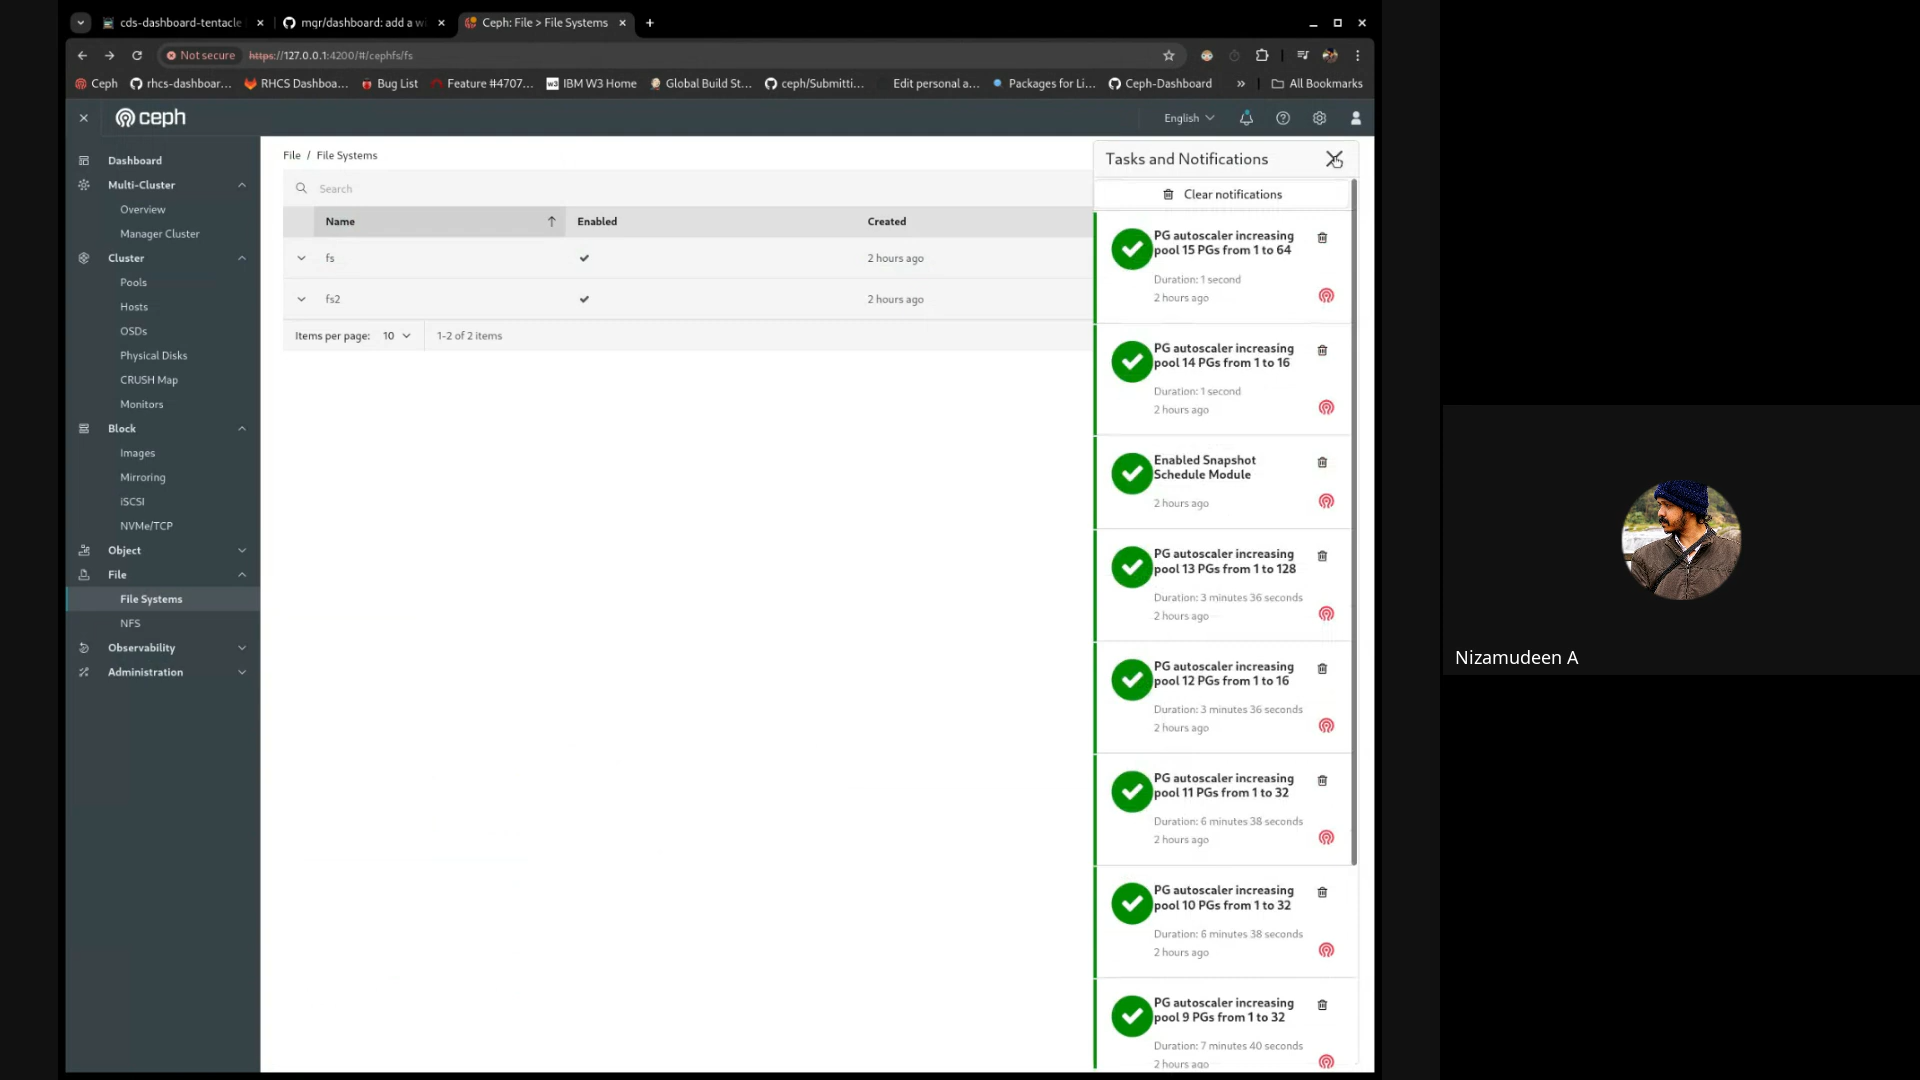 cds-dashboard-tentacle
mgr/dashboard: add a wi
Ceph: File > File Systems
Not secure
https://127.0.0.1:4200/#/cephfs/fs
Ceph
rhcs-dashboar...
RHCS Dashboa...
Bug List
Feature #4707...
IBM W3 Home
Global Build St...
ceph/Submitti...
Edit personal a...
Packages for Li...
Ceph-Dashboard
»
All Bookmarks
ceph
English
Dashboard
Multi-Cluster
Overview
Manager Cluster
Cluster
Pools
Hosts
OSDs
Physical Disks
CRUSH Map
Monitors
Block
Images
Mirroring
iSCSI
NVMe/TCP
Object
File
File Systems
NFS
Observability
Administration
File / File Systems
Search
Name Enabled Created
fs 2 hours ago
fs2 2 hours ago
Items per page: 10 1-2 of 2 items
Tasks and Notifications
Clear notifications
PG autoscaler increasing
pool 15 PGs from 1 to 64
Duration: 1 second
2 hours ago
PG autoscaler increasing
pool 14 PGs from 1 to 16
Duration: 1 second
2 hours ago
Enabled Snapshot
Schedule Module
2 hours ago
PG autoscaler increasing
pool 13 PGs from 1 to 128
Duration: 3 minutes 36 seconds
2 hours ago
PG autoscaler increasing
pool 12 PGs from 1 to 16
Duration: 3 minutes 36 seconds
2 hours ago
PG autoscaler increasing
pool 11 PGs from 1 to 32
Duration: 6 minutes 38 seconds
2 hours ago
PG autoscaler increasing
pool 10 PGs from 1 to 32
Duration: 6 minutes 38 seconds
2 hours ago
PG autoscaler increasing
pool 9 PGs from 1 to 32
Duration: 7 minutes 40 seconds
2 hours ago
Nizamudeen A